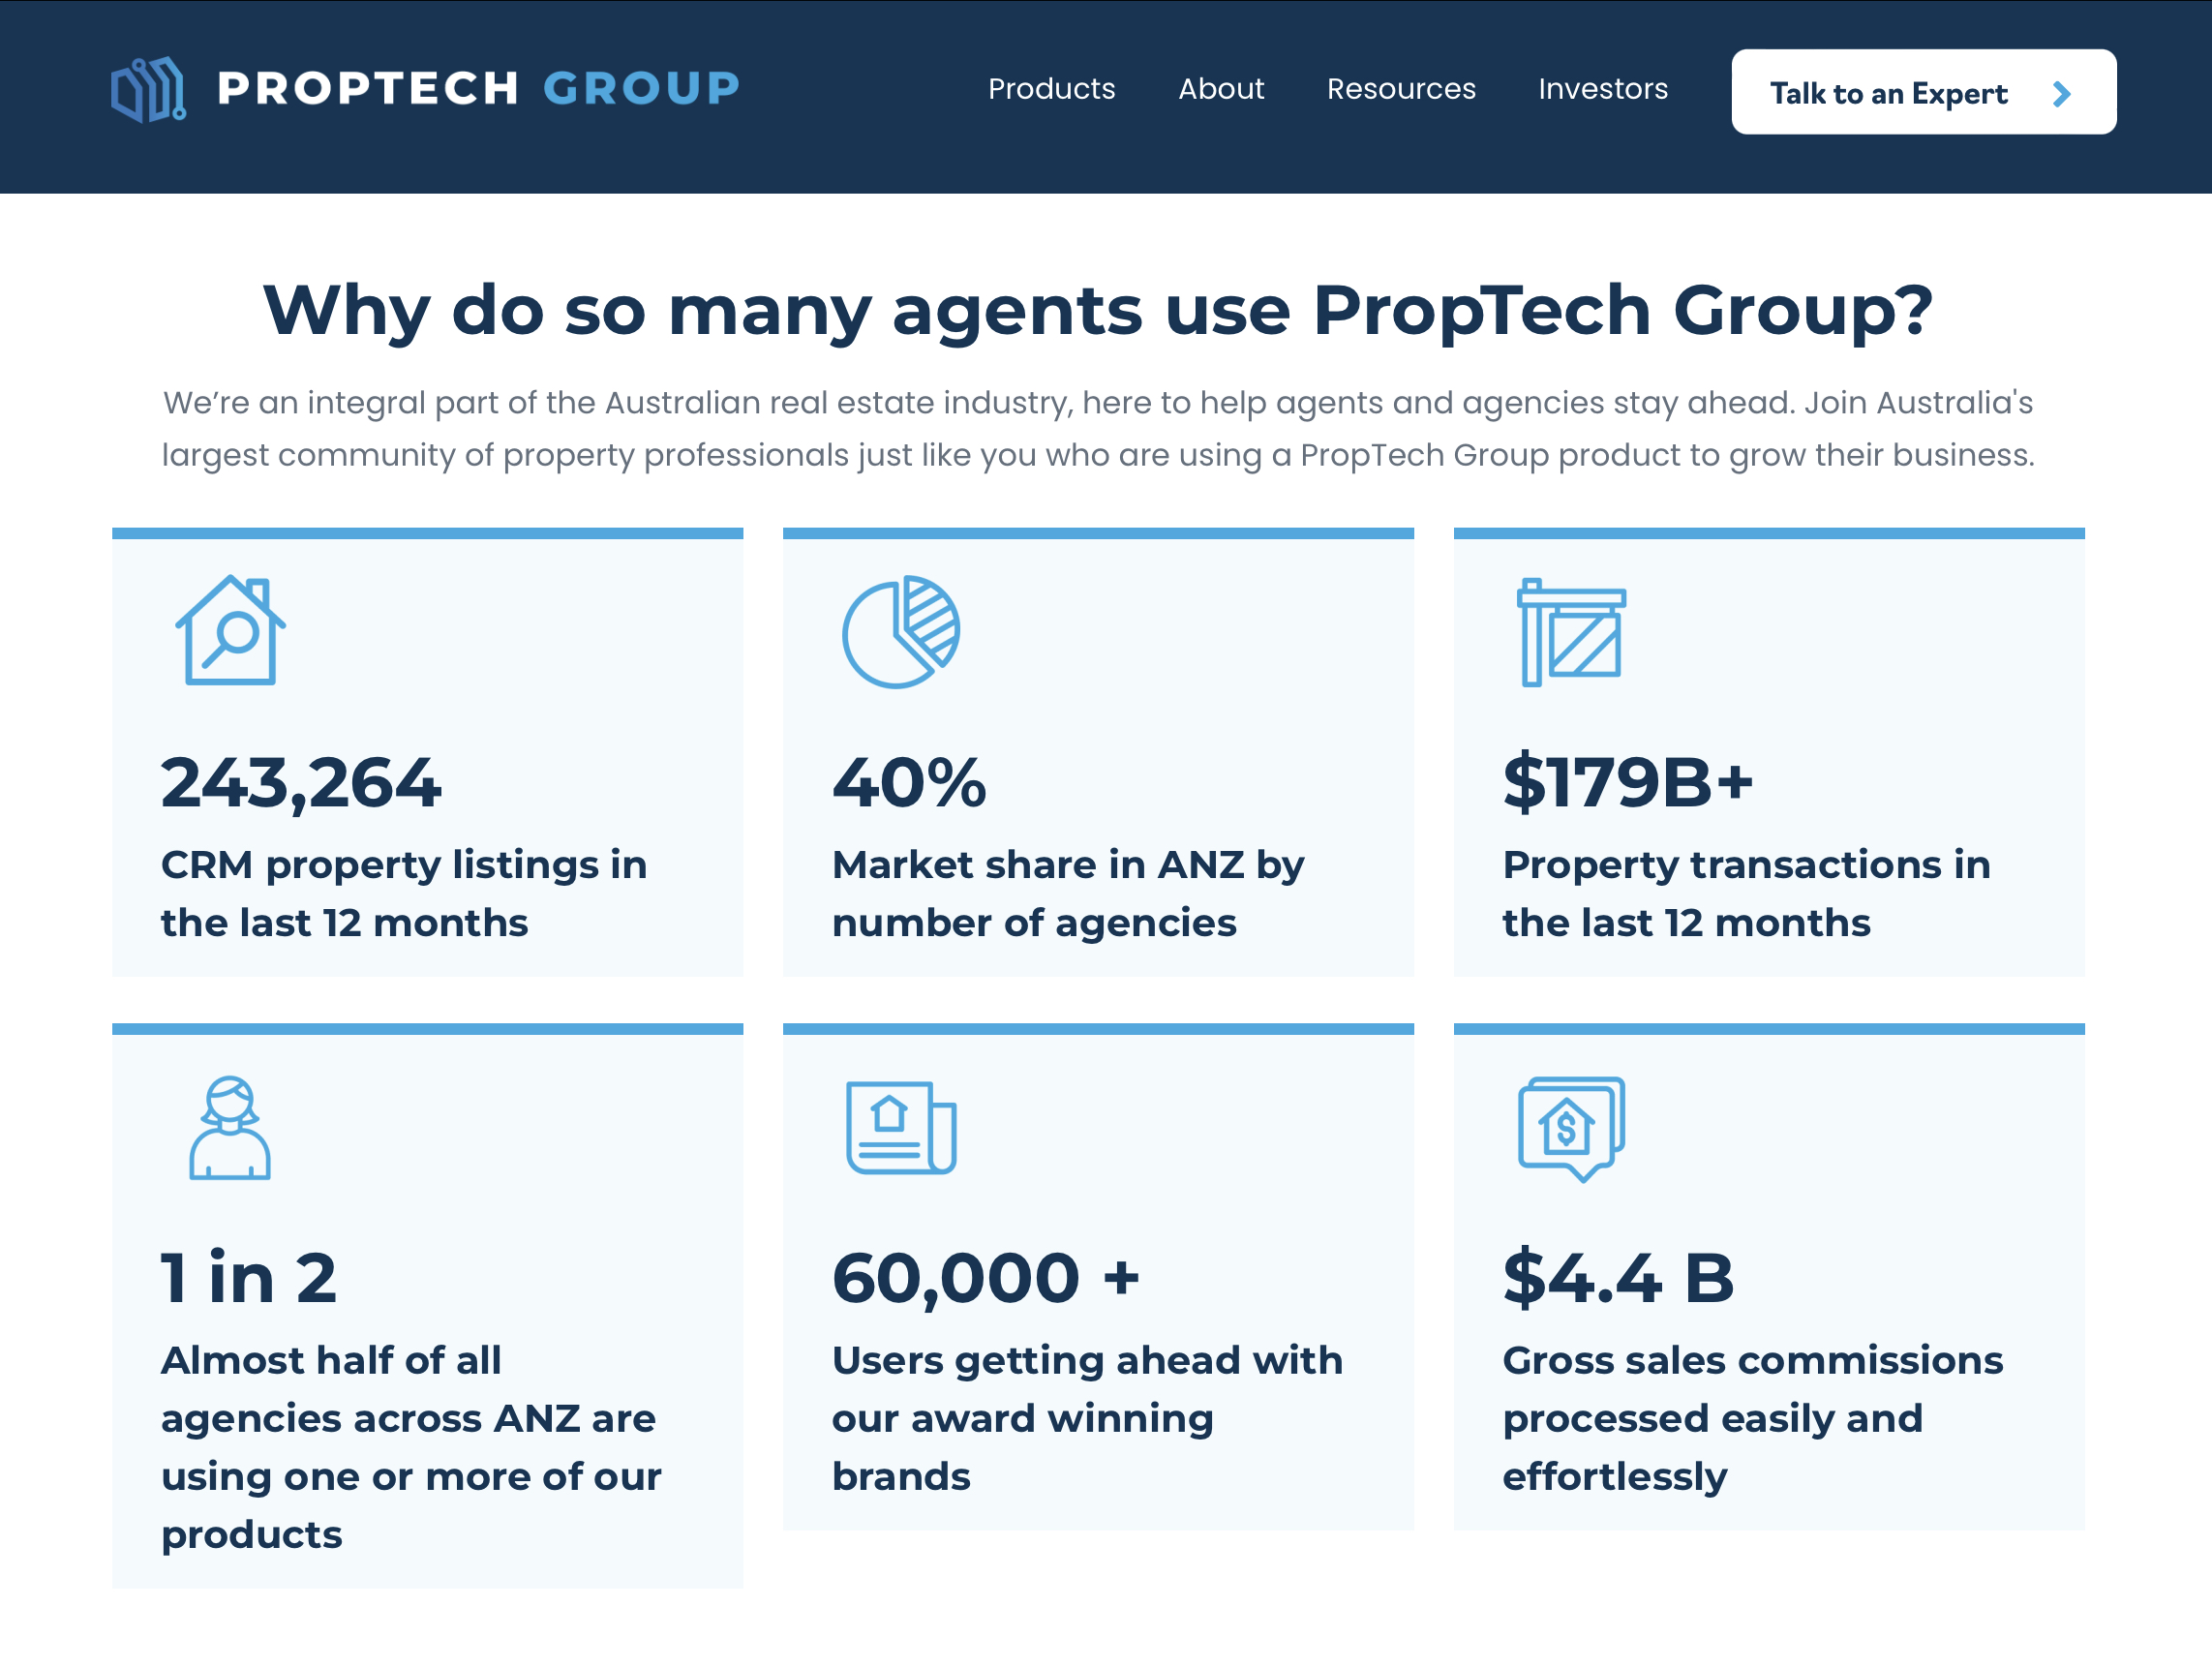 PROPTECH GROUP
Products About Resources Investors Talk to an Expert
Why do so many agents use PropTech Group?
We’re an integral part of the Australian real estate industry, here to help agents and agencies stay ahead. Join Australia's
largest community of property professionals just like you who are using a PropTech Group product to grow their business.
243,264
CRM property listings in
the last 12 months
40%
Market share in ANZ by
number of agencies
$179B+
Property transactions in
the last 12 months
1 in 2
Almost half of all
agencies across ANZ are
using one or more of our
products
60,000 +
Users getting ahead with
our award winning
brands
$
$4.4 B
Gross sales commissions
processed easily and
effortlessly